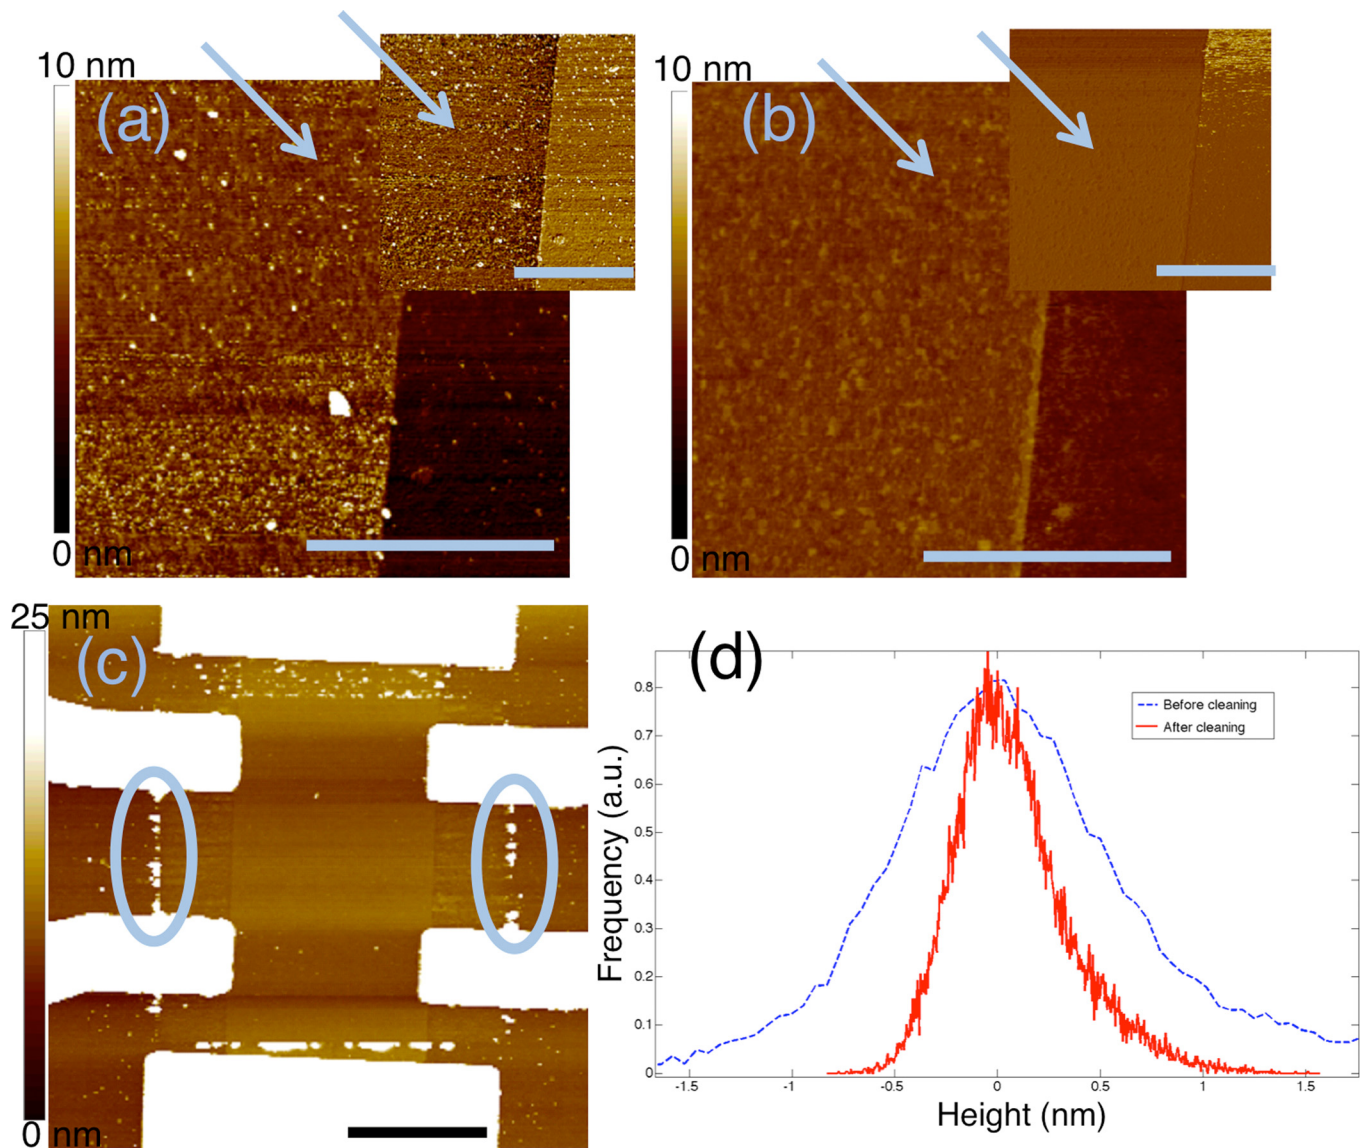 10 nm
(a)
0 nm
10 nm
(b)
0 nm
25 nm
(c)
0 nm
(d)
0.8
0.7
0.6
0.5
0.4
0.3
0.2
0.1
0
Frequency (a.u.)
Before cleaning
After cleaning
-1.5
-1
-0.5
0
0.5
1
1.5
Height (nm)